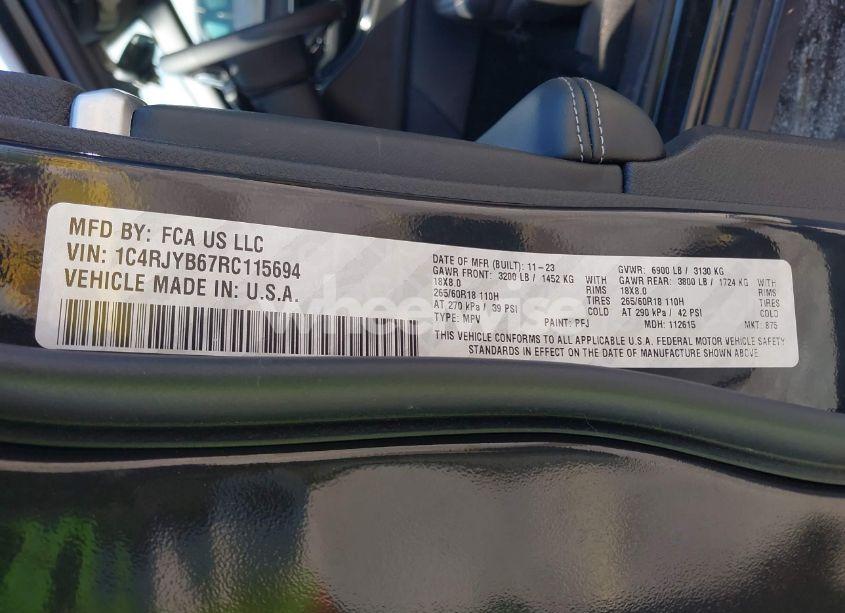 MFD BY: FCA US LLC
VIN: 1C4RJYB67RC115694
VEHICLE MADE IN: U.S.A.
DATE OF MFR (BUILT): 11-23 GVWR: 6900 LB / 3130 KG
GAWR FRONT: 3200 LB / 1452 KG WITH GAWR REAR: 3800 LB / 1724 KG WITH
18X8.0 RIMS 18X8.0 RIMS
265/60R18 110H TIRES 265/60R18 110H TIRES
AT 270 kPa / 39 PSI COLD AT 290 kPa / 42 PSI COLD
TYPE: MPV PAINT: PFJ MDH: 112615 MKT: 875
THIS VEHICLE CONFORMS TO ALL APPLICABLE U.S.A. FEDERAL MOTOR VEHICLE SAFETY
STANDARDS IN EFFECT ON THE DATE OF MANUFACTURE SHOWN ABOVE.
wheelwise